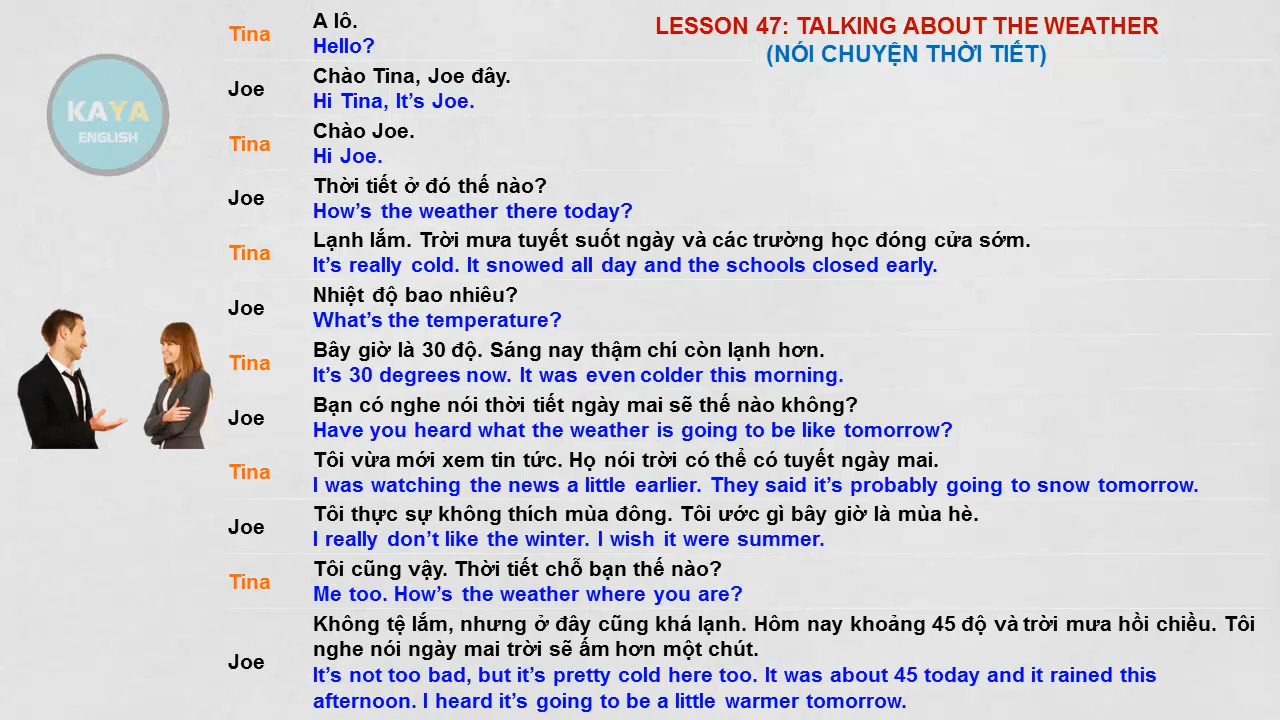 LESSON 47: TALKING ABOUT THE WEATHER
(NÓI CHUYỆN THỜI TIẾT)
KAYA
ENGLISH
Tina
A lô.
Hello?
Joe
Chào Tina, Joe đây.
Hi Tina, It's Joe.
Tina
Chào Joe.
Hi Joe.
Joe
Thời tiết ở đó thế nào?
How's the weather there today?
Tina
Lạnh lắm. Trời mưa tuyết suốt ngày và các trường học đóng cửa sớm.
It's really cold. It snowed all day and the schools closed early.
Joe
Nhiệt độ bao nhiêu?
What's the temperature?
Tina
Bây giờ là 30 độ. Sáng nay thậm chí còn lạnh hơn.
It's 30 degrees now. It was even colder this morning.
Joe
Bạn có nghe nói thời tiết ngày mai sẽ thế nào không?
Have you heard what the weather is going to be like tomorrow?
Tina
Tôi vừa mới xem tin tức. Họ nói trời có thể có tuyết ngày mai.
I was watching the news a little earlier. They said it's probably going to snow tomorrow.
Joe
Tôi thực sự không thích mùa đông. Tôi ước gì bây giờ là mùa hè.
I really don't like the winter. I wish it were summer.
Tina
Tôi cũng vậy. Thời tiết chỗ bạn thế nào?
Me too. How's the weather where you are?
Joe
Không tệ lắm, nhưng ở đây cũng khá lạnh. Hôm nay khoảng 45 độ và trời mưa hồi chiều. Tôi
nghe nói ngày mai trời sẽ ấm hơn một chút.
It's not too bad, but it's pretty cold here too. It was about 45 today and it rained this
afternoon. I heard it's going to be a little warmer tomorrow.